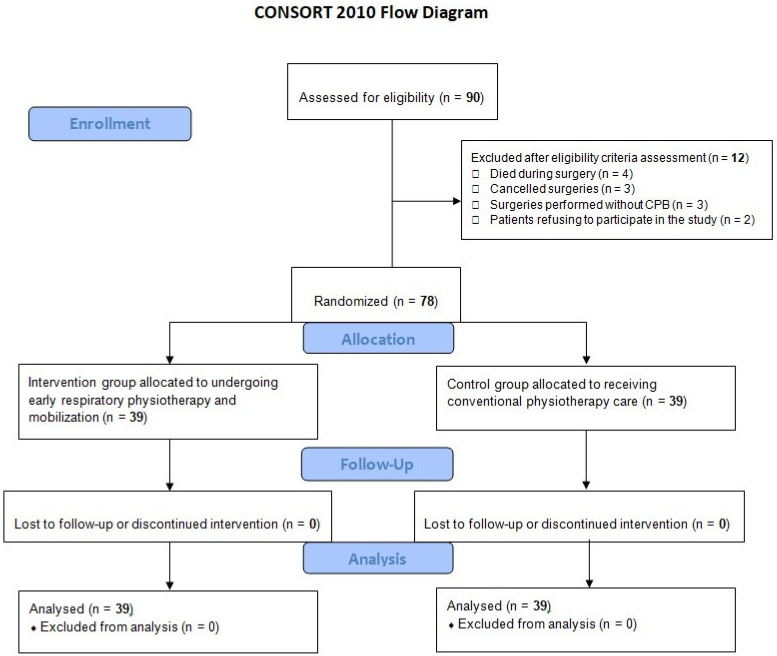 CONSORT 2010 Flow Diagram
Assessed for eligibility (n = 90)
Enrollment
Excluded after eligibility criteria assessment (n = 12)
□ Died during surgery (n = 4)
□ Cancelled surgeries (n = 3)
□ Surgeries performed without CPB (n = 3)
□ Patients refusing to participate in the study (n = 2)
Randomized (n = 78)
Allocation
Intervention group allocated to undergoing
early respiratory physiotherapy and
mobilization (n = 39)
Control group allocated to receiving
conventional physiotherapy care (n = 39)
Follow-Up
Lost to follow-up or discontinued intervention (n = 0)
Lost to follow-up or discontinued intervention (n = 0)
Analysis
Analysed (n = 39)
♦ Excluded from analysis (n = 0)
Analysed (n = 39)
♦ Excluded from analysis (n = 0)